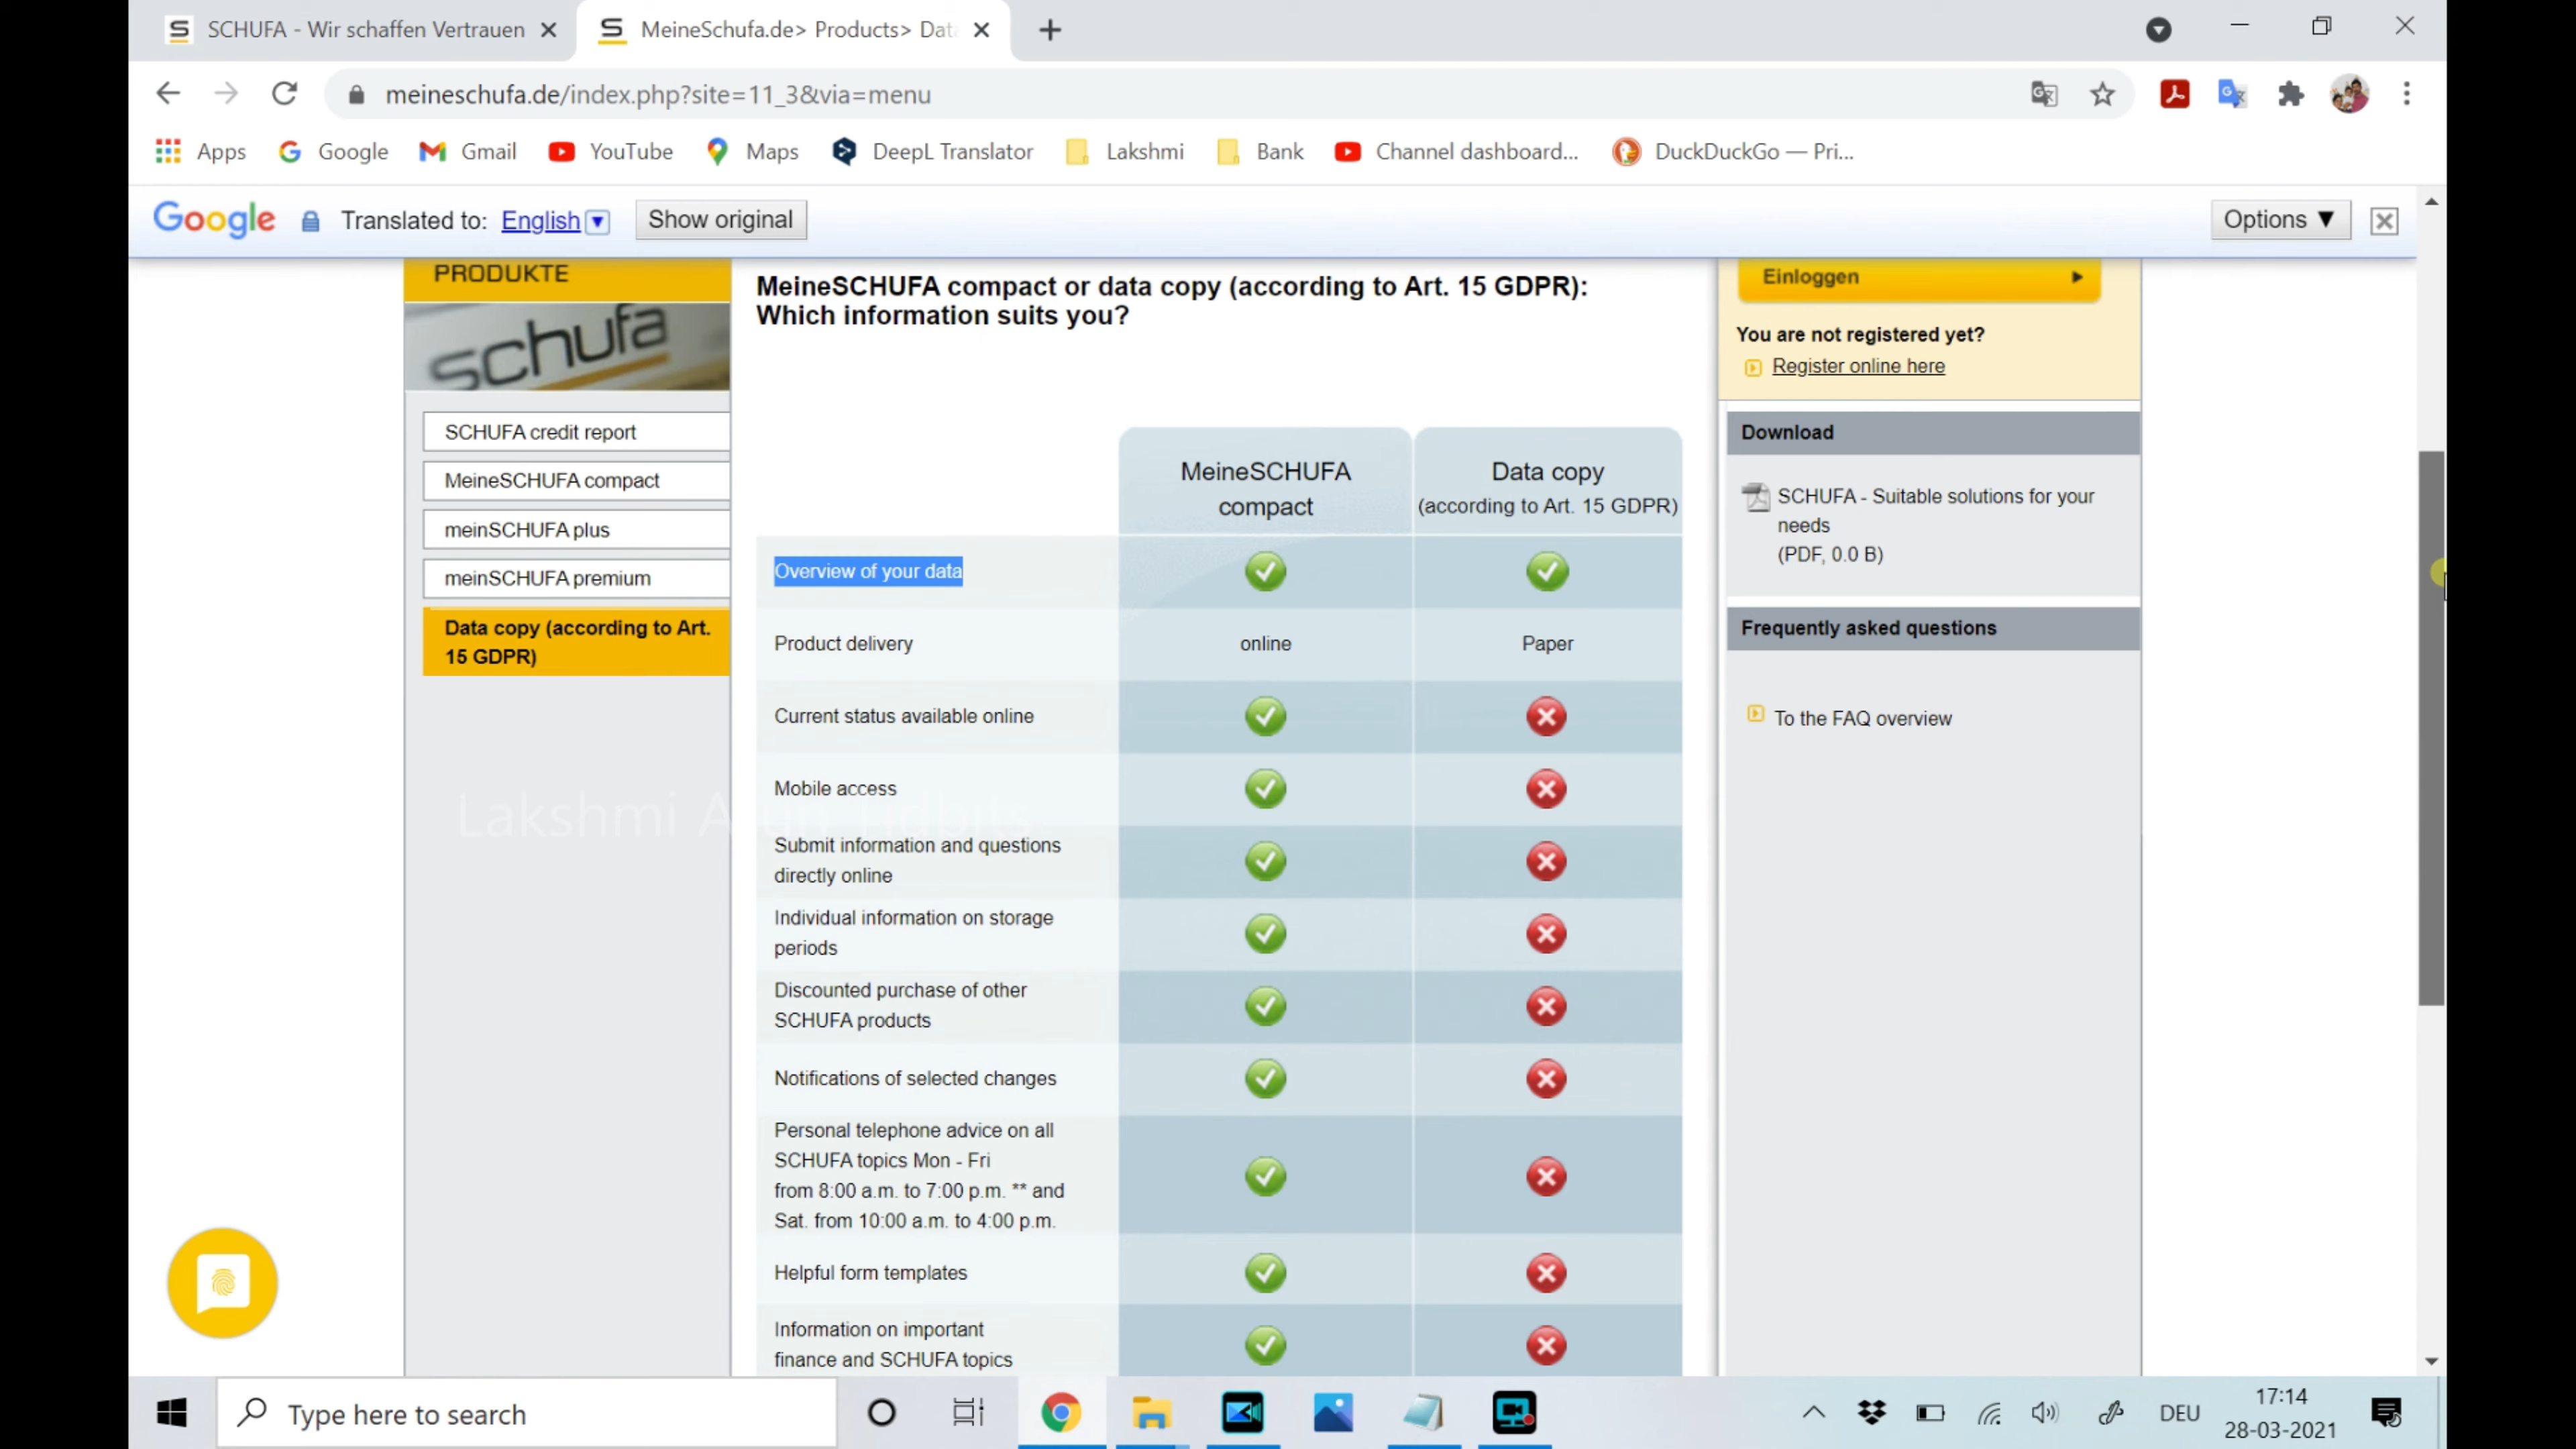 SCHUFA - Wir schaffen Vertrauen
MeineSchufa.de> Products> Dat
meineschufa.de/index.php?site=11_3&via=menu
Apps
Google
Gmail
YouTube
Maps
DeepL Translator
Lakshmi
Bank
Channel dashboard...
DuckDuckGo — Pri...
Google
Translated to: English
Show original
Options ▼
PRODUKTE
schufa
SCHUFA credit report
MeineSCHUFA compact
meinSCHUFA plus
meinSCHUFA premium
Data copy (according to Art.
15 GDPR)
MeineSCHUFA compact or data copy (according to Art. 15 GDPR):
Which information suits you?
MeineSCHUFA
compact
Data copy
(according to Art. 15 GDPR)
Overview of your data
Product delivery
online
Paper
Current status available online
Mobile access
Submit information and questions
directly online
Individual information on storage
periods
Discounted purchase of other
SCHUFA products
Notifications of selected changes
Personal telephone advice on all
SCHUFA topics Mon - Fri
from 8:00 a.m. to 7:00 p.m. ** and
Sat. from 10:00 a.m. to 4:00 p.m.
Helpful form templates
Information on important
finance and SCHUFA topics
Einloggen
You are not registered yet?
Register online here
Download
SCHUFA - Suitable solutions for your
needs
(PDF, 0.0 B)
Frequently asked questions
To the FAQ overview
Lakshmi Arun Tidbits
Type here to search
DEU
17:14
28-03-2021